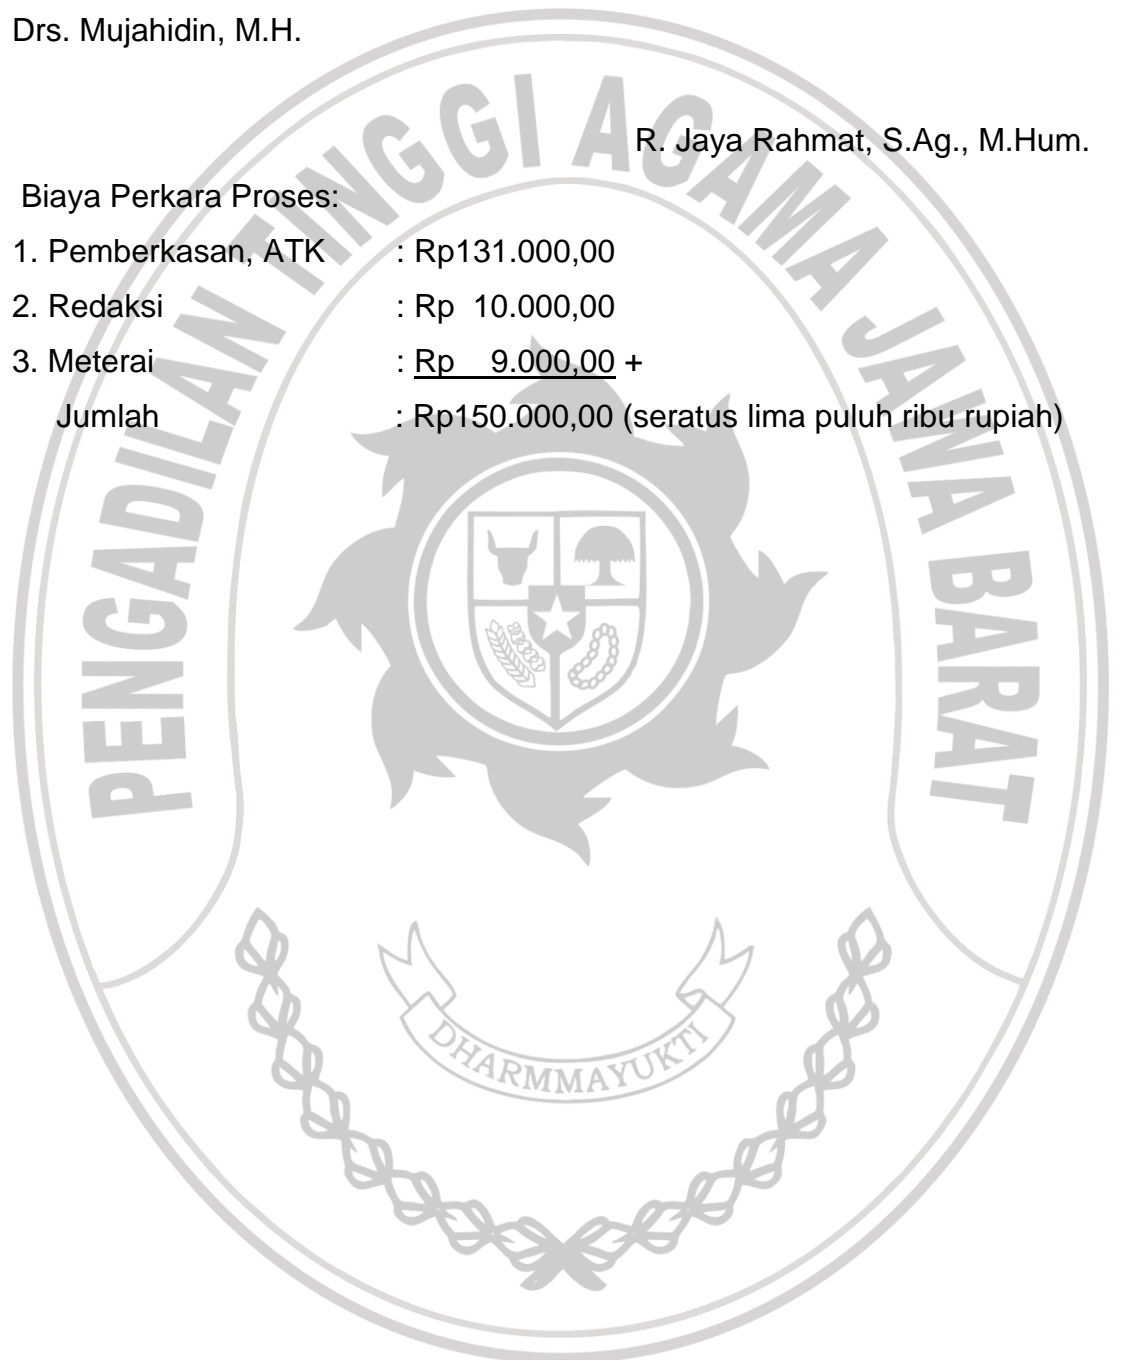 Drs. Mujahidin, M.H.
R. Jaya Rahmat, S.Ag., M.Hum.
Biaya Perkara Proses:
1. Pemberkasan, ATK : Rp131.000,00
2. Redaksi : Rp 10.000,00
3. Meterai : Rp 9.000,00 +
Jumlah : Rp150.000,00 (seratus lima puluh ribu rupiah)
PENGADILAN TINGGI AGAMA JAWA BARAT
DHARMMAYUKTI